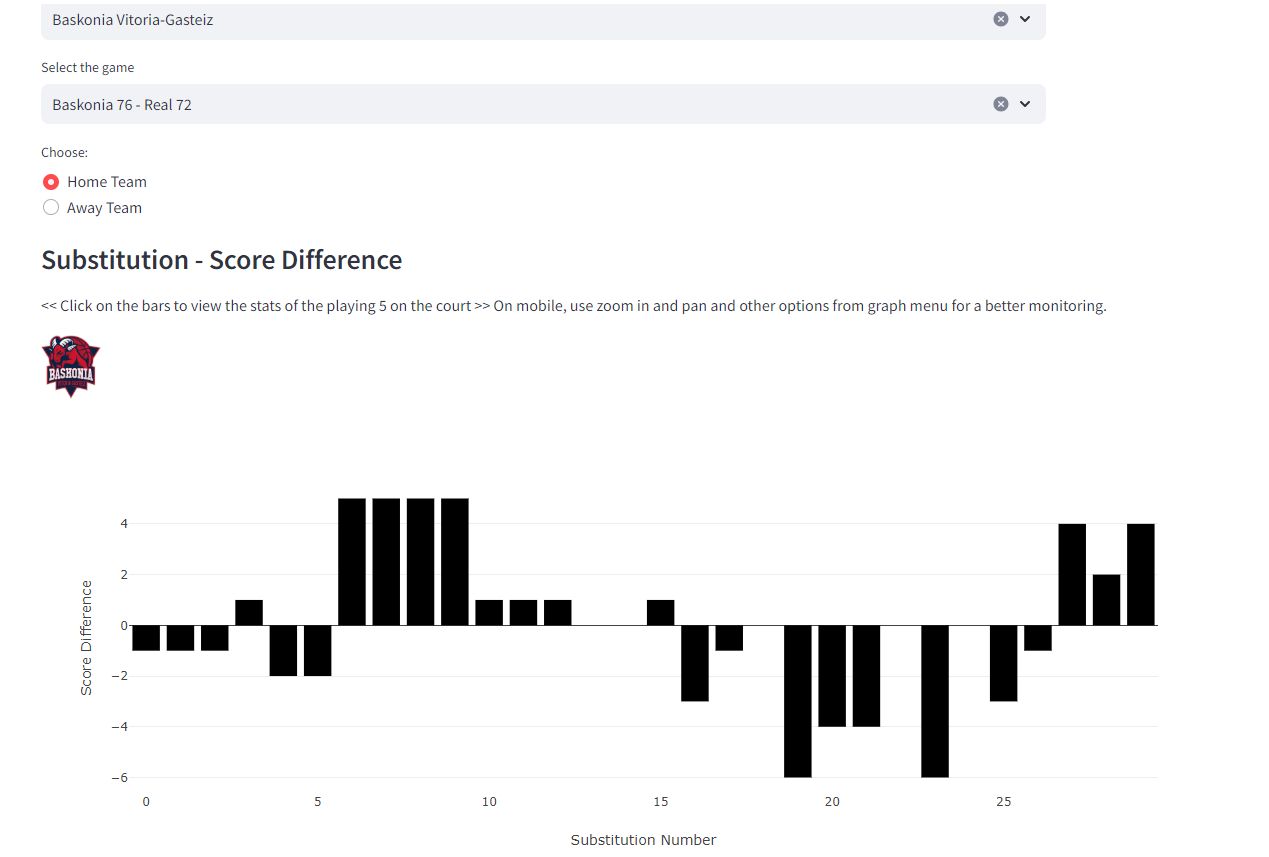 Baskonia Vitoria-Gasteiz
Select the game
Baskonia 76 - Real 72
Choose:
Home Team
Away Team
Substitution - Score Difference
<< Click on the bars to view the stats of the playing 5 on the court >> On mobile, use zoom in and pan and other options from graph menu for a better monitoring.
BASKONIA
4
2
0
−2
−4
−6
Score Difference
0 5 10 15 20 25
Substitution Number